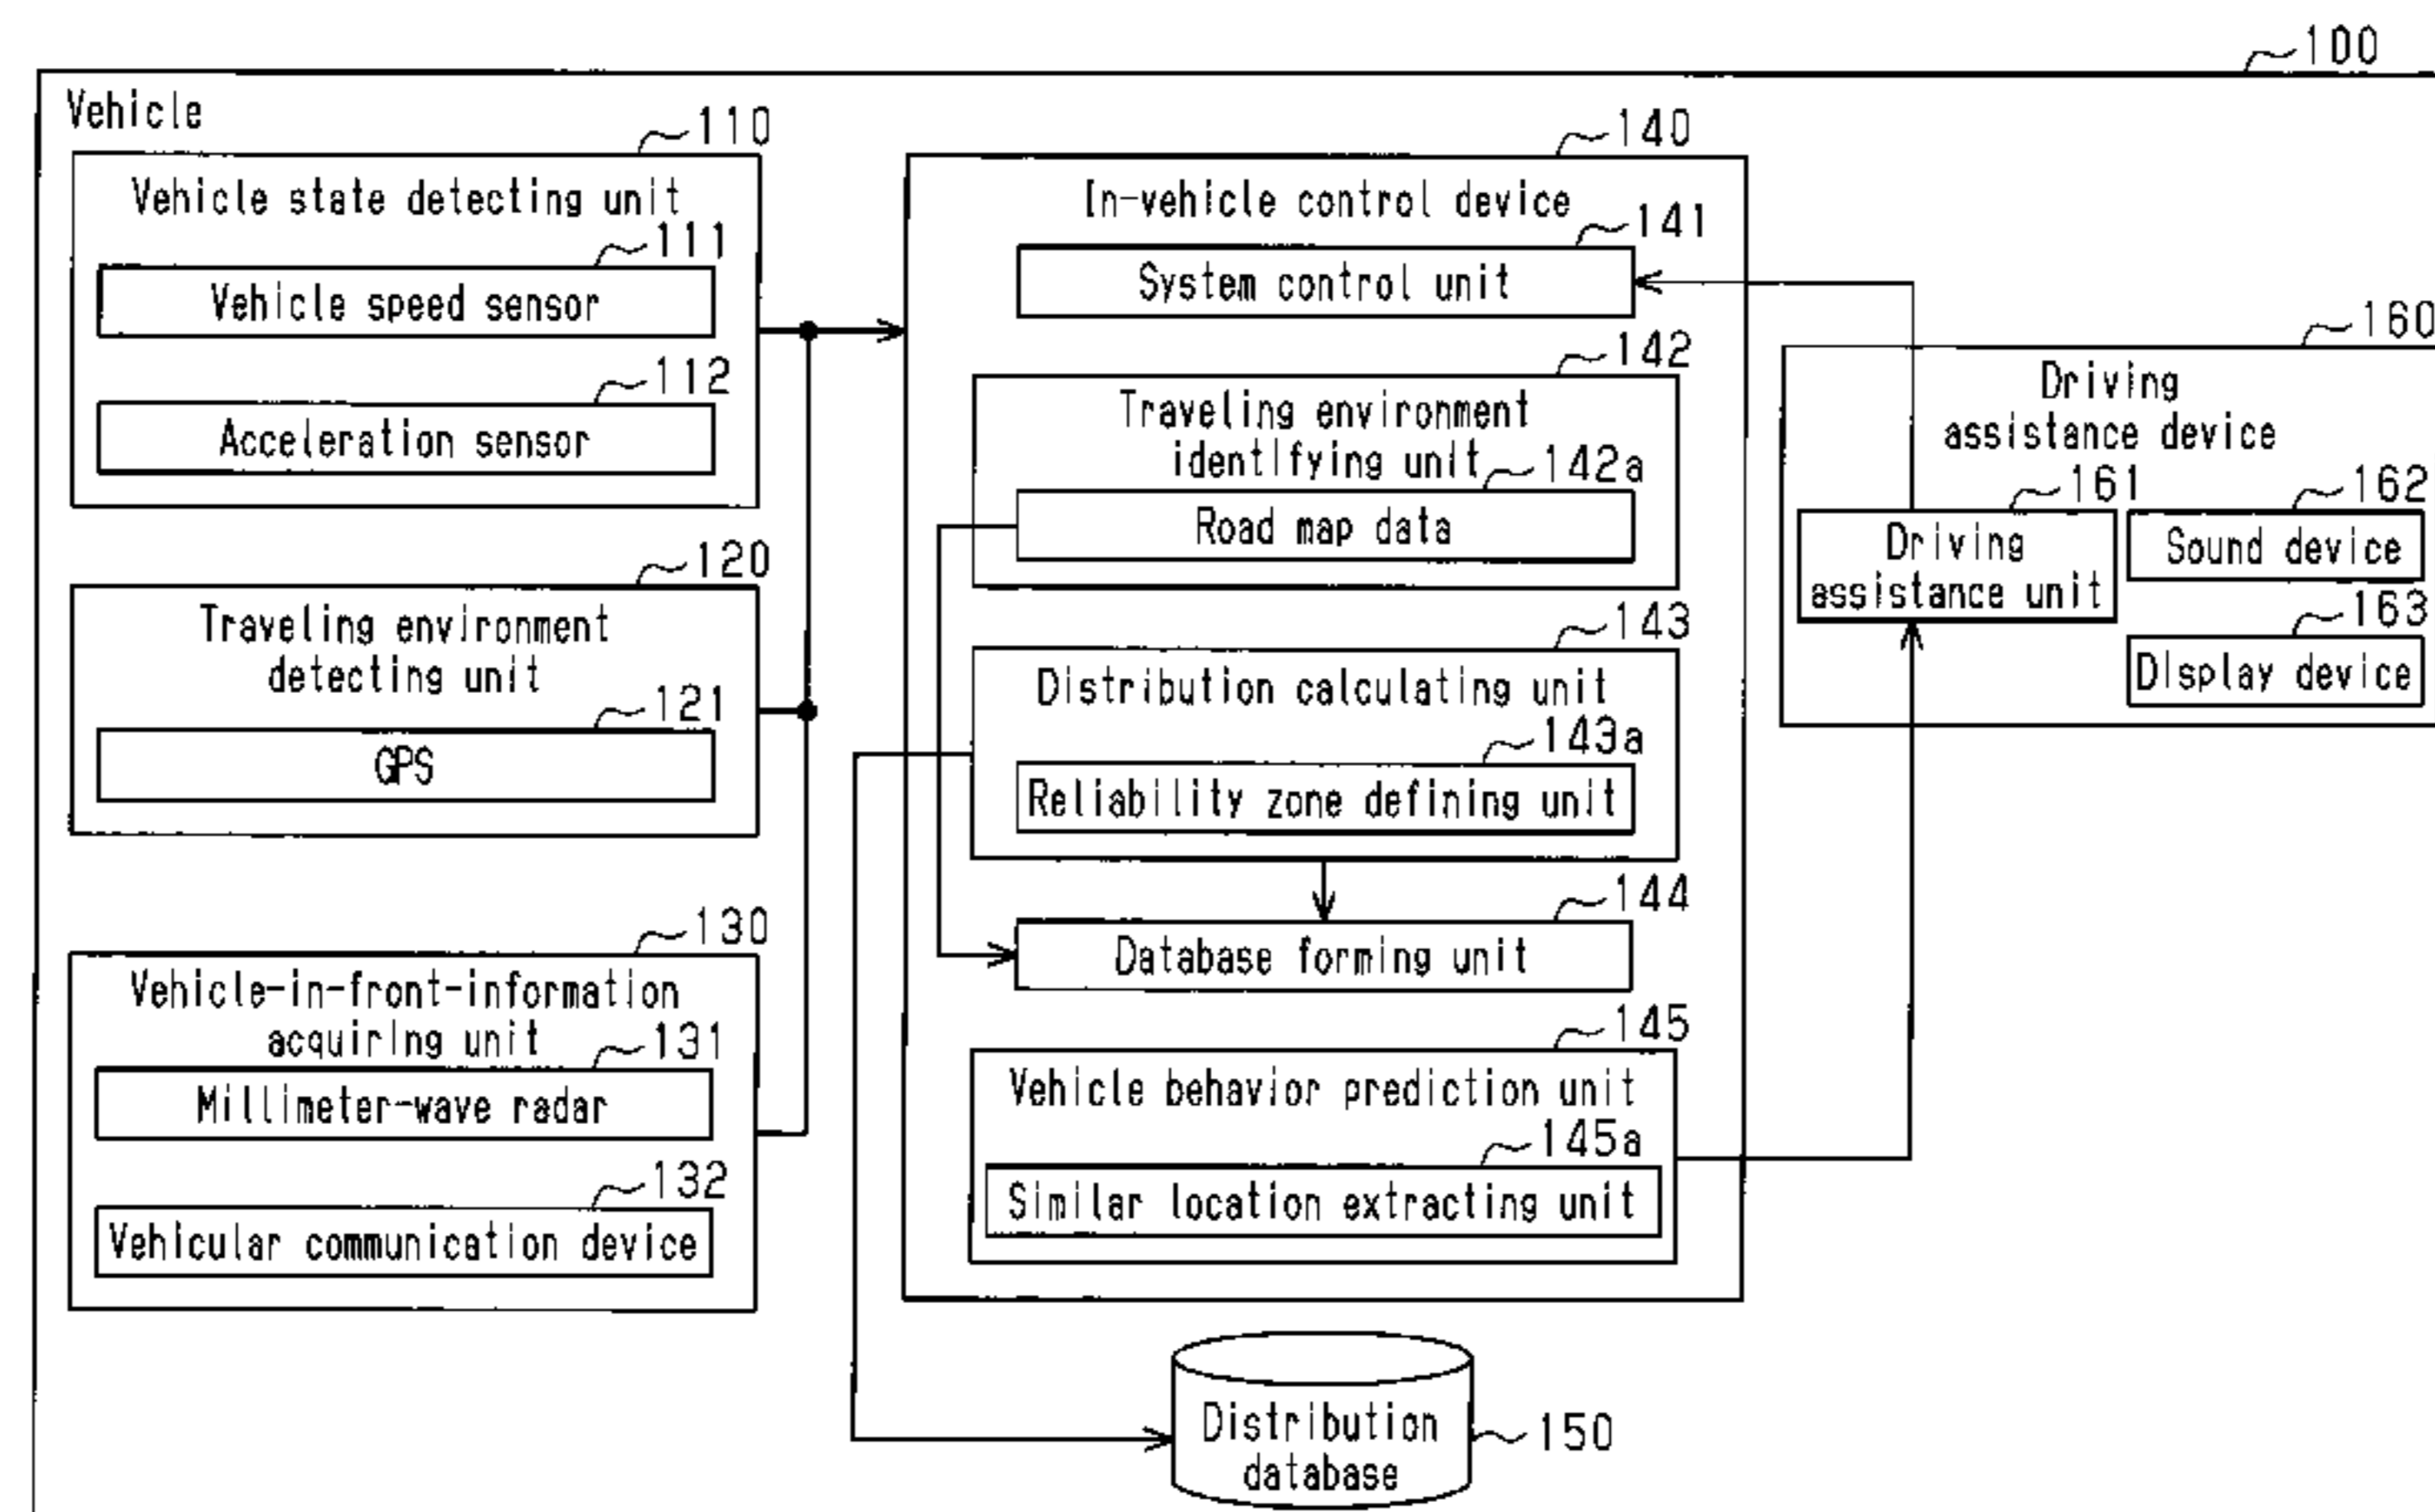 100
Vehicle
110
Vehicle state detecting unit
111
Vehicle speed sensor
112
Acceleration sensor
120
Traveling environment
detecting unit
121
GPS
130
Vehicle-in-front-information
acquiring unit
131
Millimeter-wave radar
132
Vehicular communication device
140
In-vehicle control device
141
System control unit
142
Traveling environment
identifying unit
142a
Road map data
143
Distribution calculating unit
143a
Reliability zone defining unit
144
Database forming unit
145
Vehicle behavior prediction unit
145a
Similar location extracting unit
160
Driving
assistance device
161
Driving
assistance unit
162
Sound device
163
Display device
Distribution
database
150